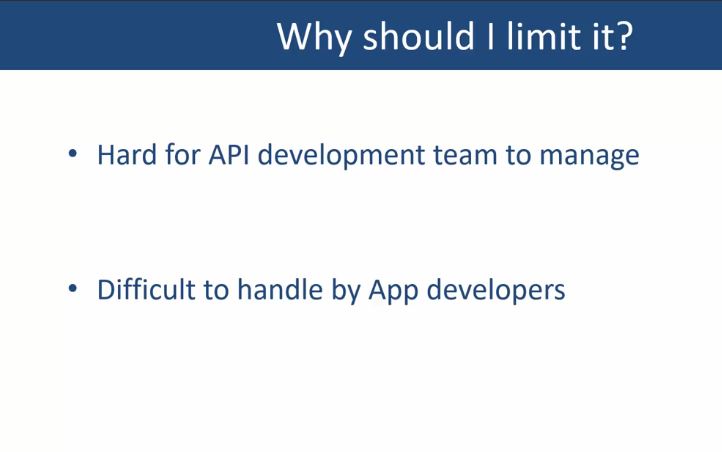 Why should I limit it?
• Hard for API development team to manage
• Difficult to handle by App developers